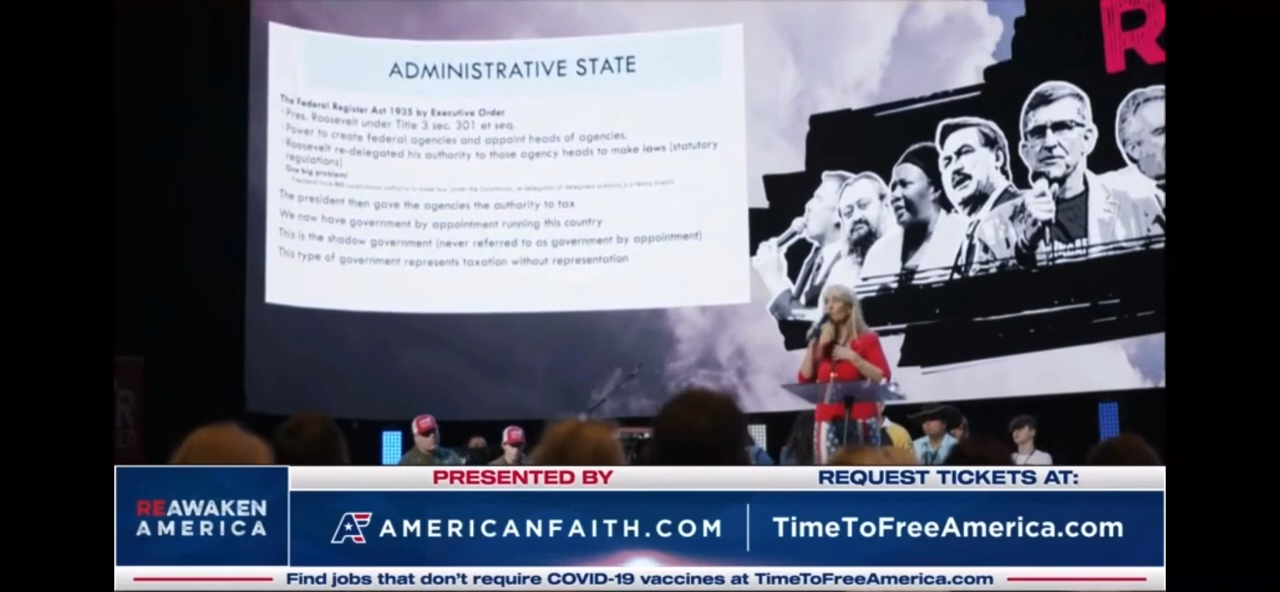 ADMINISTRATIVE STATE
The Federal Register Act 1935 by Executive Order
-Pres. Roosevelt under Title 3 sec. 301 et seq.
-Power to create federal agencies and appoint heads of agencies.
-Roosevelt re-delegated his authority to those agency heads to make laws (statutory
regulations)
One big problem!
The president then gave the agencies the authority to tax
We now have government by appointment running this country
This is the shadow government (never referred to as government by appointment)
This type of government represents taxation without representation
R
PRESENTED BY
REQUEST TICKETS AT:
REAWAKEN
AMERICA
AMERICANFAITH.COM
TimeToFreeAmerica.com
Find jobs that don't require COVID-19 vaccines at TimeToFreeAmerica.com